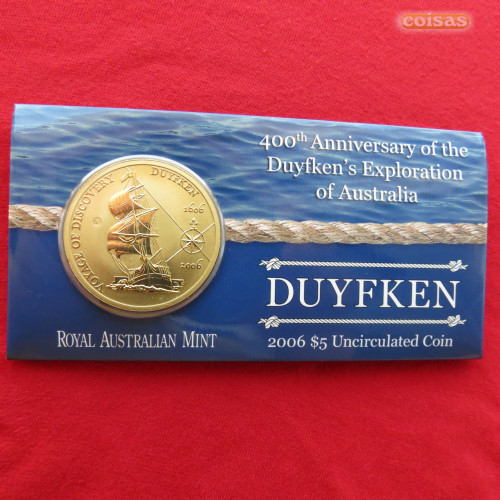 coisas
400th Anniversary of the
Duyfken's Exploration
of Australia
VOYAGE OF DISCOVERY DUYFKEN
1606
2006
DUYFKEN
ROYAL AUSTRALIAN MINT
2006 $5 Uncirculated Coin